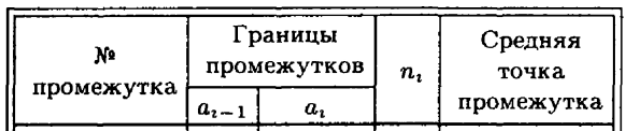 №
промежутка
Границы
промежутков
a_{i-1}
a_i
n_i
Средняя
точка
промежутка